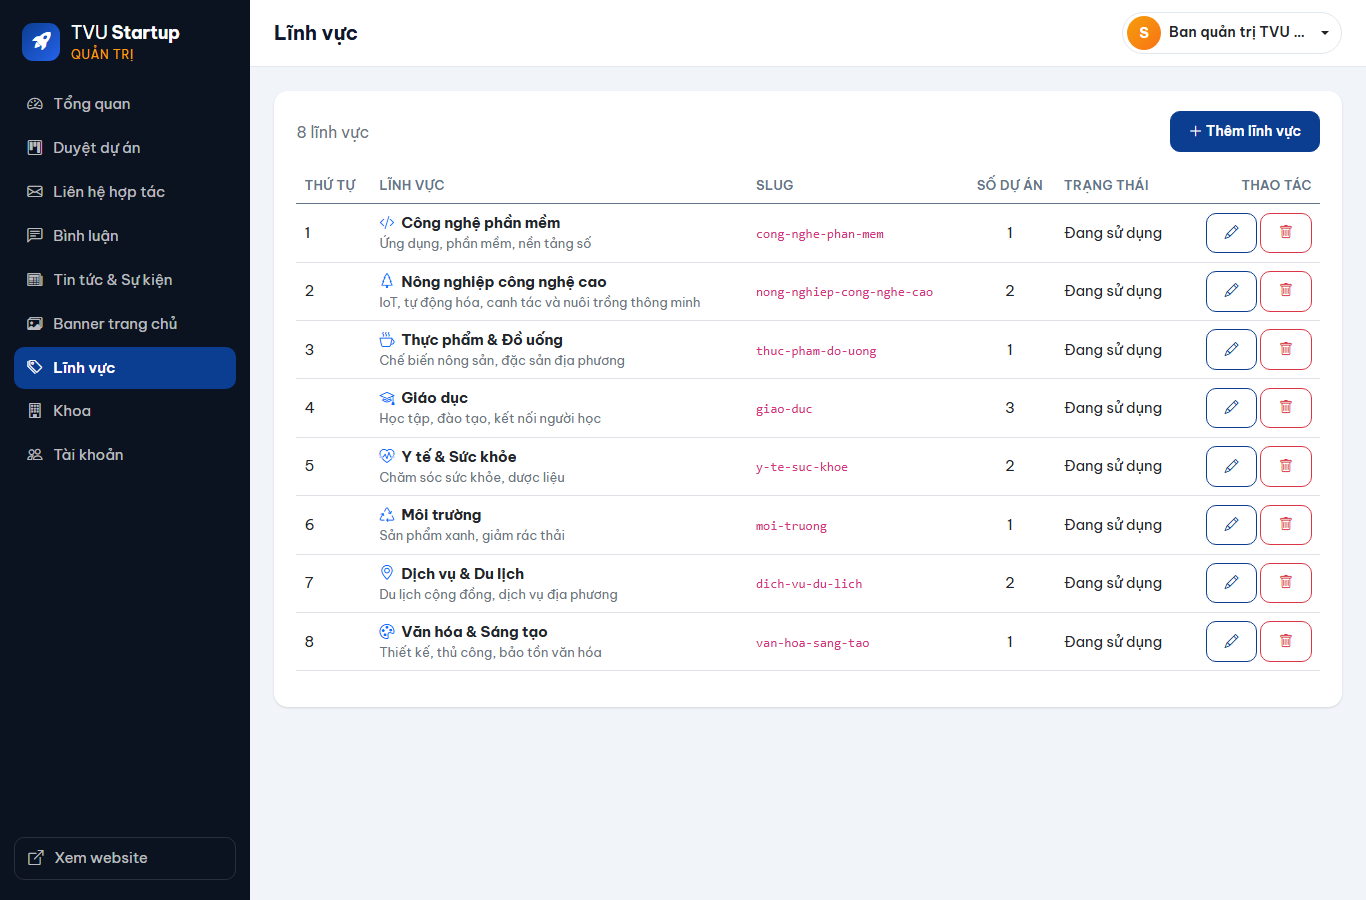 TVU Startup
QUẢN TRỊ
Tổng quan
Duyệt dự án
Liên hệ hợp tác
Bình luận
Tin tức & Sự kiện
Banner trang chủ
Lĩnh vực
Khoa
Tài khoản
Xem website
Lĩnh vực
S Ban quản trị TVU ...
8 lĩnh vực
+ Thêm lĩnh vực
THỨ TỰ LĨNH VỰC SLUG SỐ DỰ ÁN TRẠNG THÁI THAO TÁC
1 Công nghệ phần mềm cong-nghe-phan-mem 1 Đang sử dụng
Ứng dụng, phần mềm, nền tảng số
2 Nông nghiệp công nghệ cao nong-nghiep-cong-nghe-cao 2 Đang sử dụng
IoT, tự động hóa, canh tác và nuôi trồng thông minh
3 Thực phẩm & Đồ uống thuc-pham-do-uong 1 Đang sử dụng
Chế biến nông sản, đặc sản địa phương
4 Giáo dục giao-duc 3 Đang sử dụng
Học tập, đào tạo, kết nối người học
5 Y tế & Sức khỏe y-te-suc-khoe 2 Đang sử dụng
Chăm sóc sức khỏe, dược liệu
6 Môi trường moi-truong 1 Đang sử dụng
Sản phẩm xanh, giảm rác thải
7 Dịch vụ & Du lịch dich-vu-du-lich 2 Đang sử dụng
Du lịch cộng đồng, dịch vụ địa phương
8 Văn hóa & Sáng tạo van-hoa-sang-tao 1 Đang sử dụng
Thiết kế, thủ công, bảo tồn văn hóa